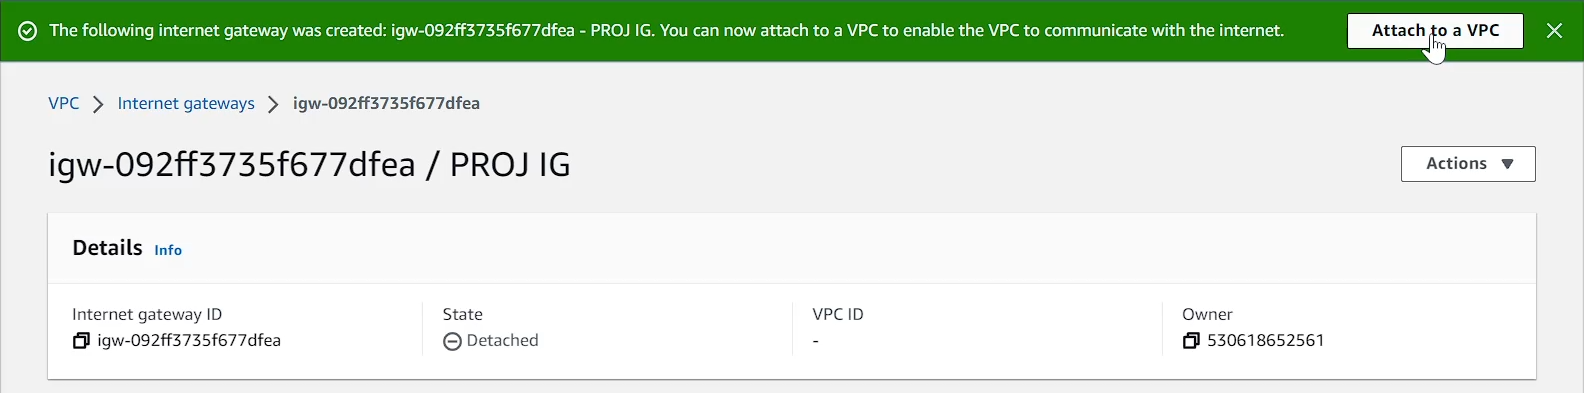 The following internet gateway was created: igw-092ff3735f677dfea - PROJ IG. You can now attach to a VPC to enable the VPC to communicate with the internet.
Attach to a VPC
VPC > Internet gateways > igw-092ff3735f677dfea
igw-092ff3735f677dfea / PROJ IG
Actions
Details Info
Internet gateway ID
igw-092ff3735f677dfea
State
Detached
VPC ID
-
Owner
530618652561